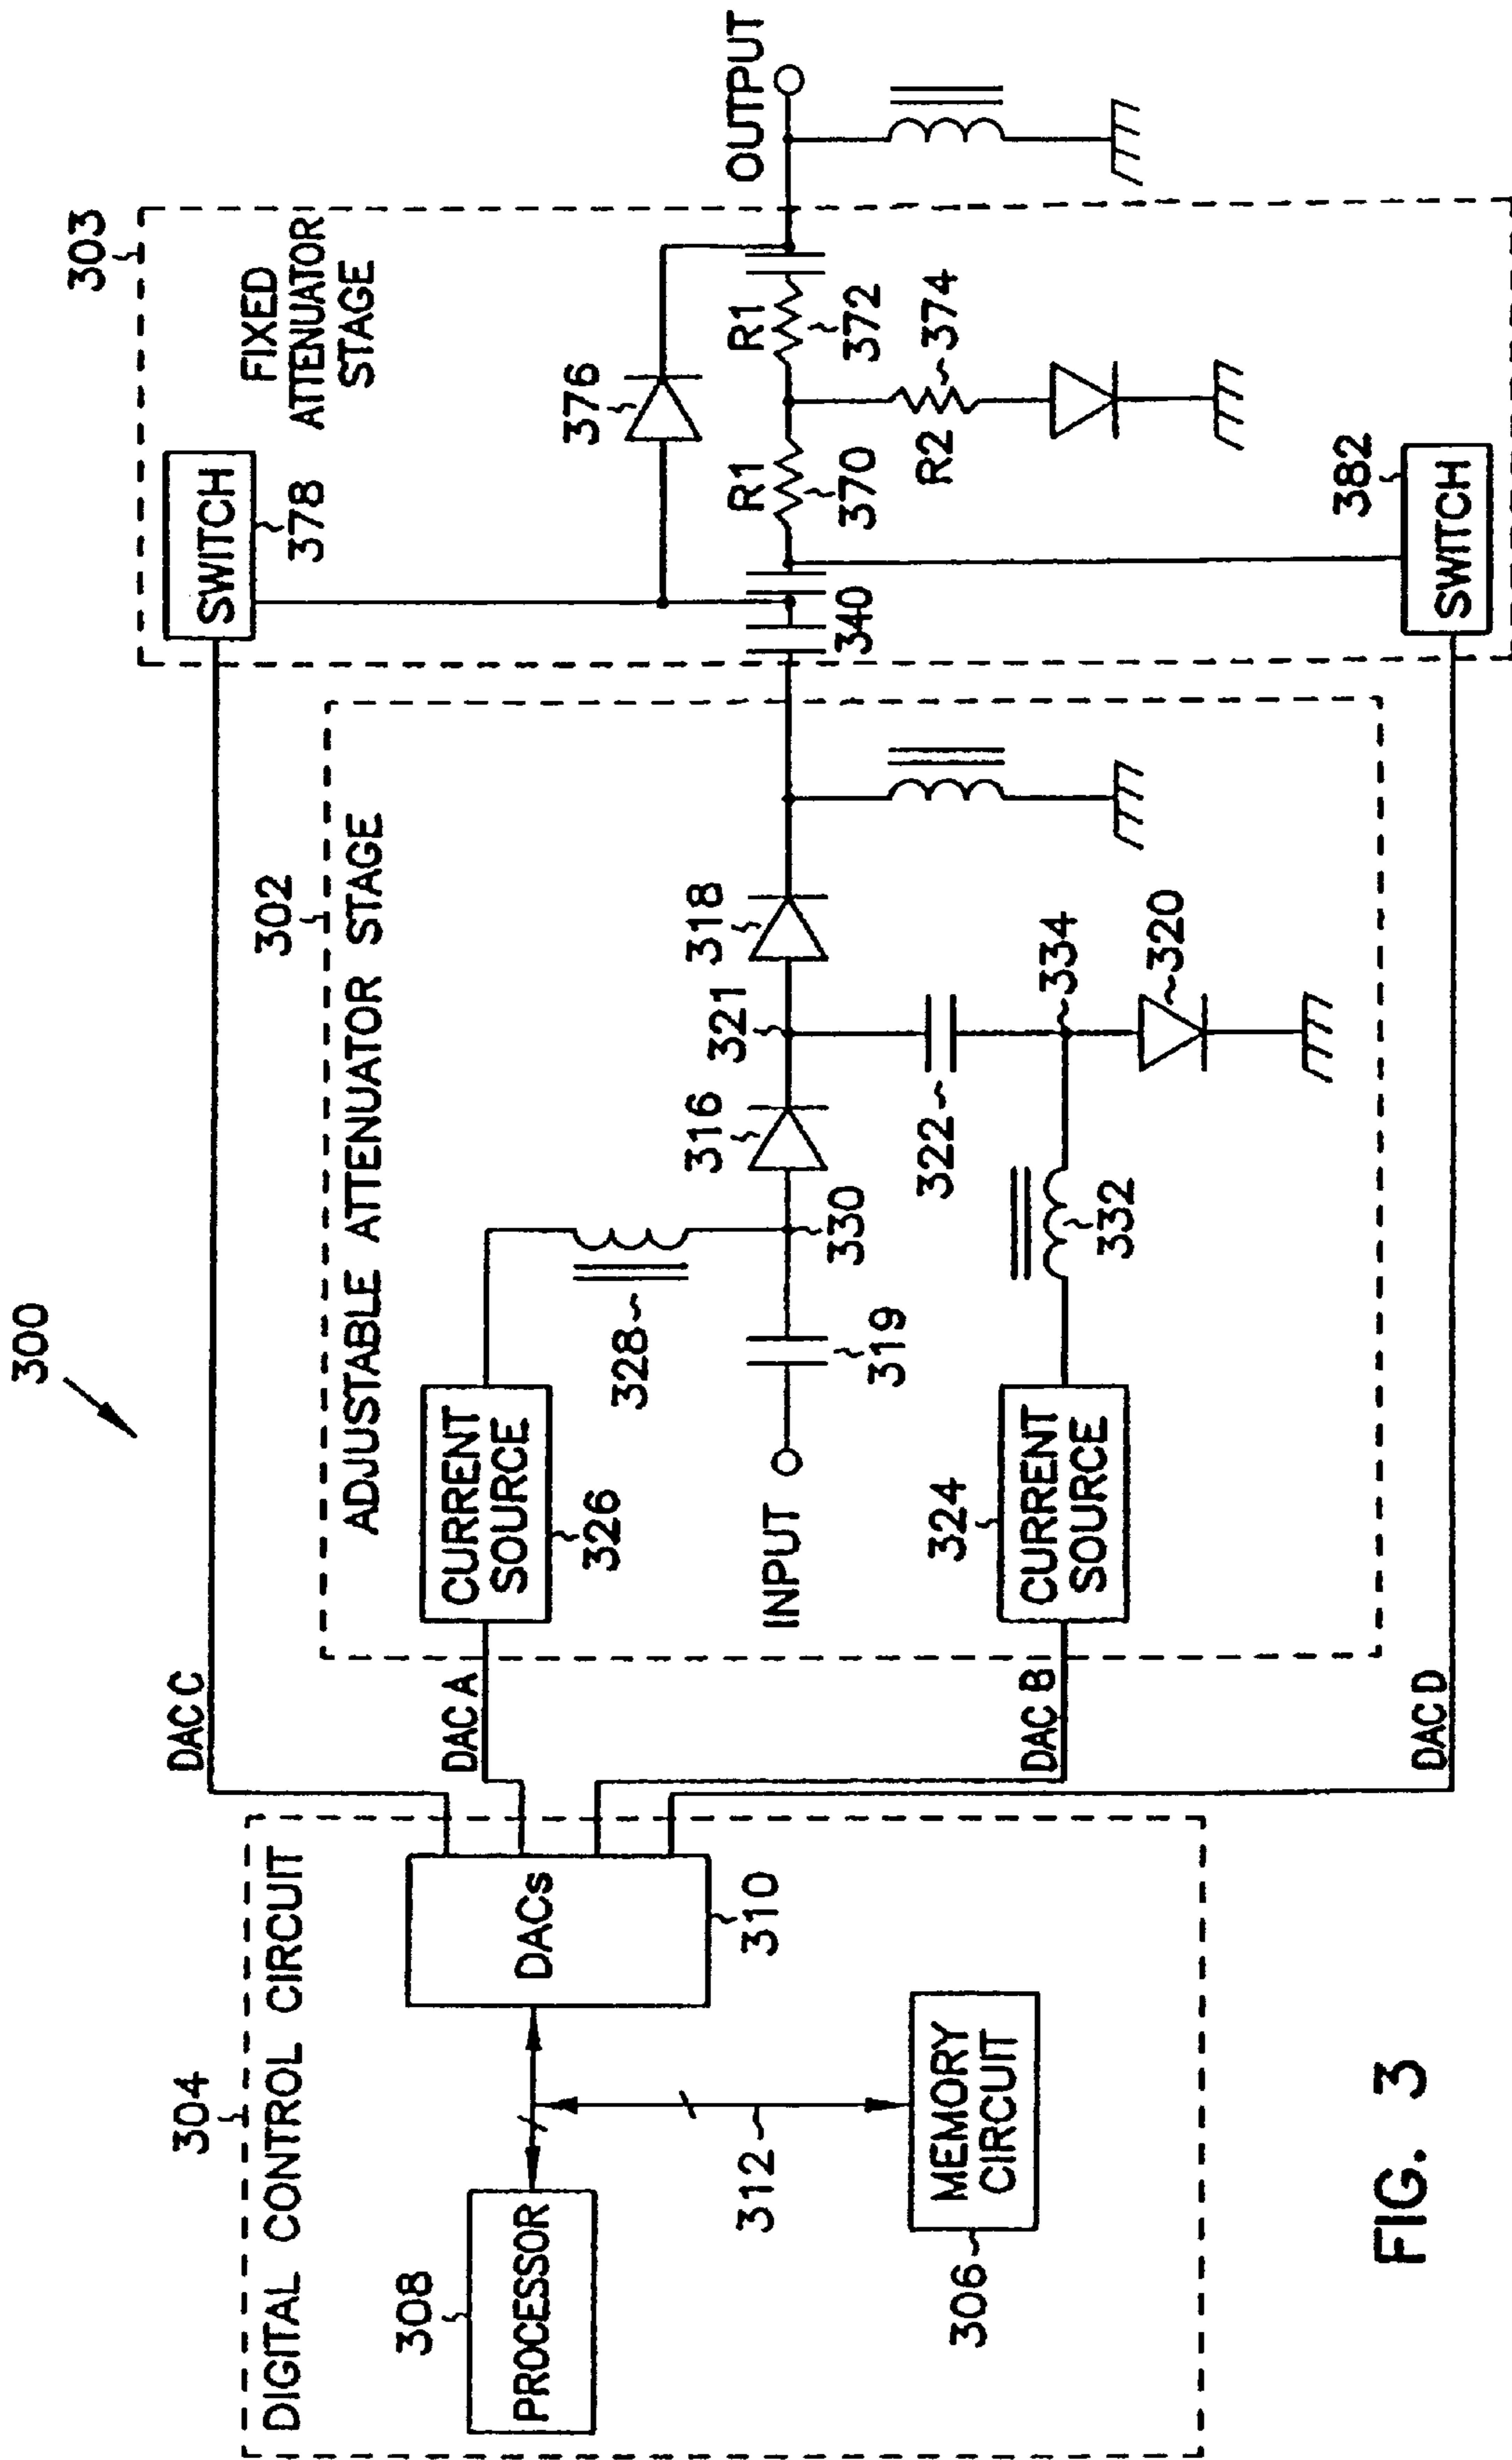 300
304
DIGITAL CONTROL CIRCUIT
308
PROCESSOR
DACs
310
312
MEMORY
CIRCUIT
306
DAC C
DAC A
DAC B
DAC D
302
ADJUSTABLE ATTENUATOR STAGE
CURRENT
SOURCE
326
328
INPUT
319
330
316
321
318
322
334
320
332
324
CURRENT
SOURCE
303
FIXED
ATTENUATOR
STAGE
SWITCH
378
376
340
R1
370
R1
372
R2
374
382
SWITCH
OUTPUT
FIG. 3